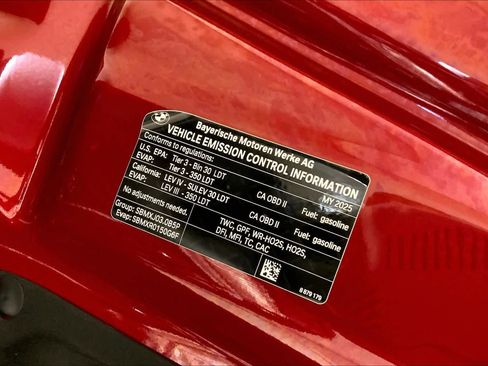 Bayerische Motoren Werke AG
VEHICLE EMISSION CONTROL INFORMATION
Conforms to regulations: MY 2025
U.S. EPA: Tier 3 - Bin 30 LDT CA OBD II Fuel: gasoline
EVAP: Tier 3 - 350 LDT
California: LEV IV - SULEV 30 LDT CA OBD II Fuel: gasoline
EVAP: LEV III - 350 LDT
No adjustments needed.
Group: SBMXJ03.0B5P TWC, GPF, WR-HO2S, HO2S,
Evap: SBMXR0150G6F DFI, MFI, TC, CAC
8 879 179